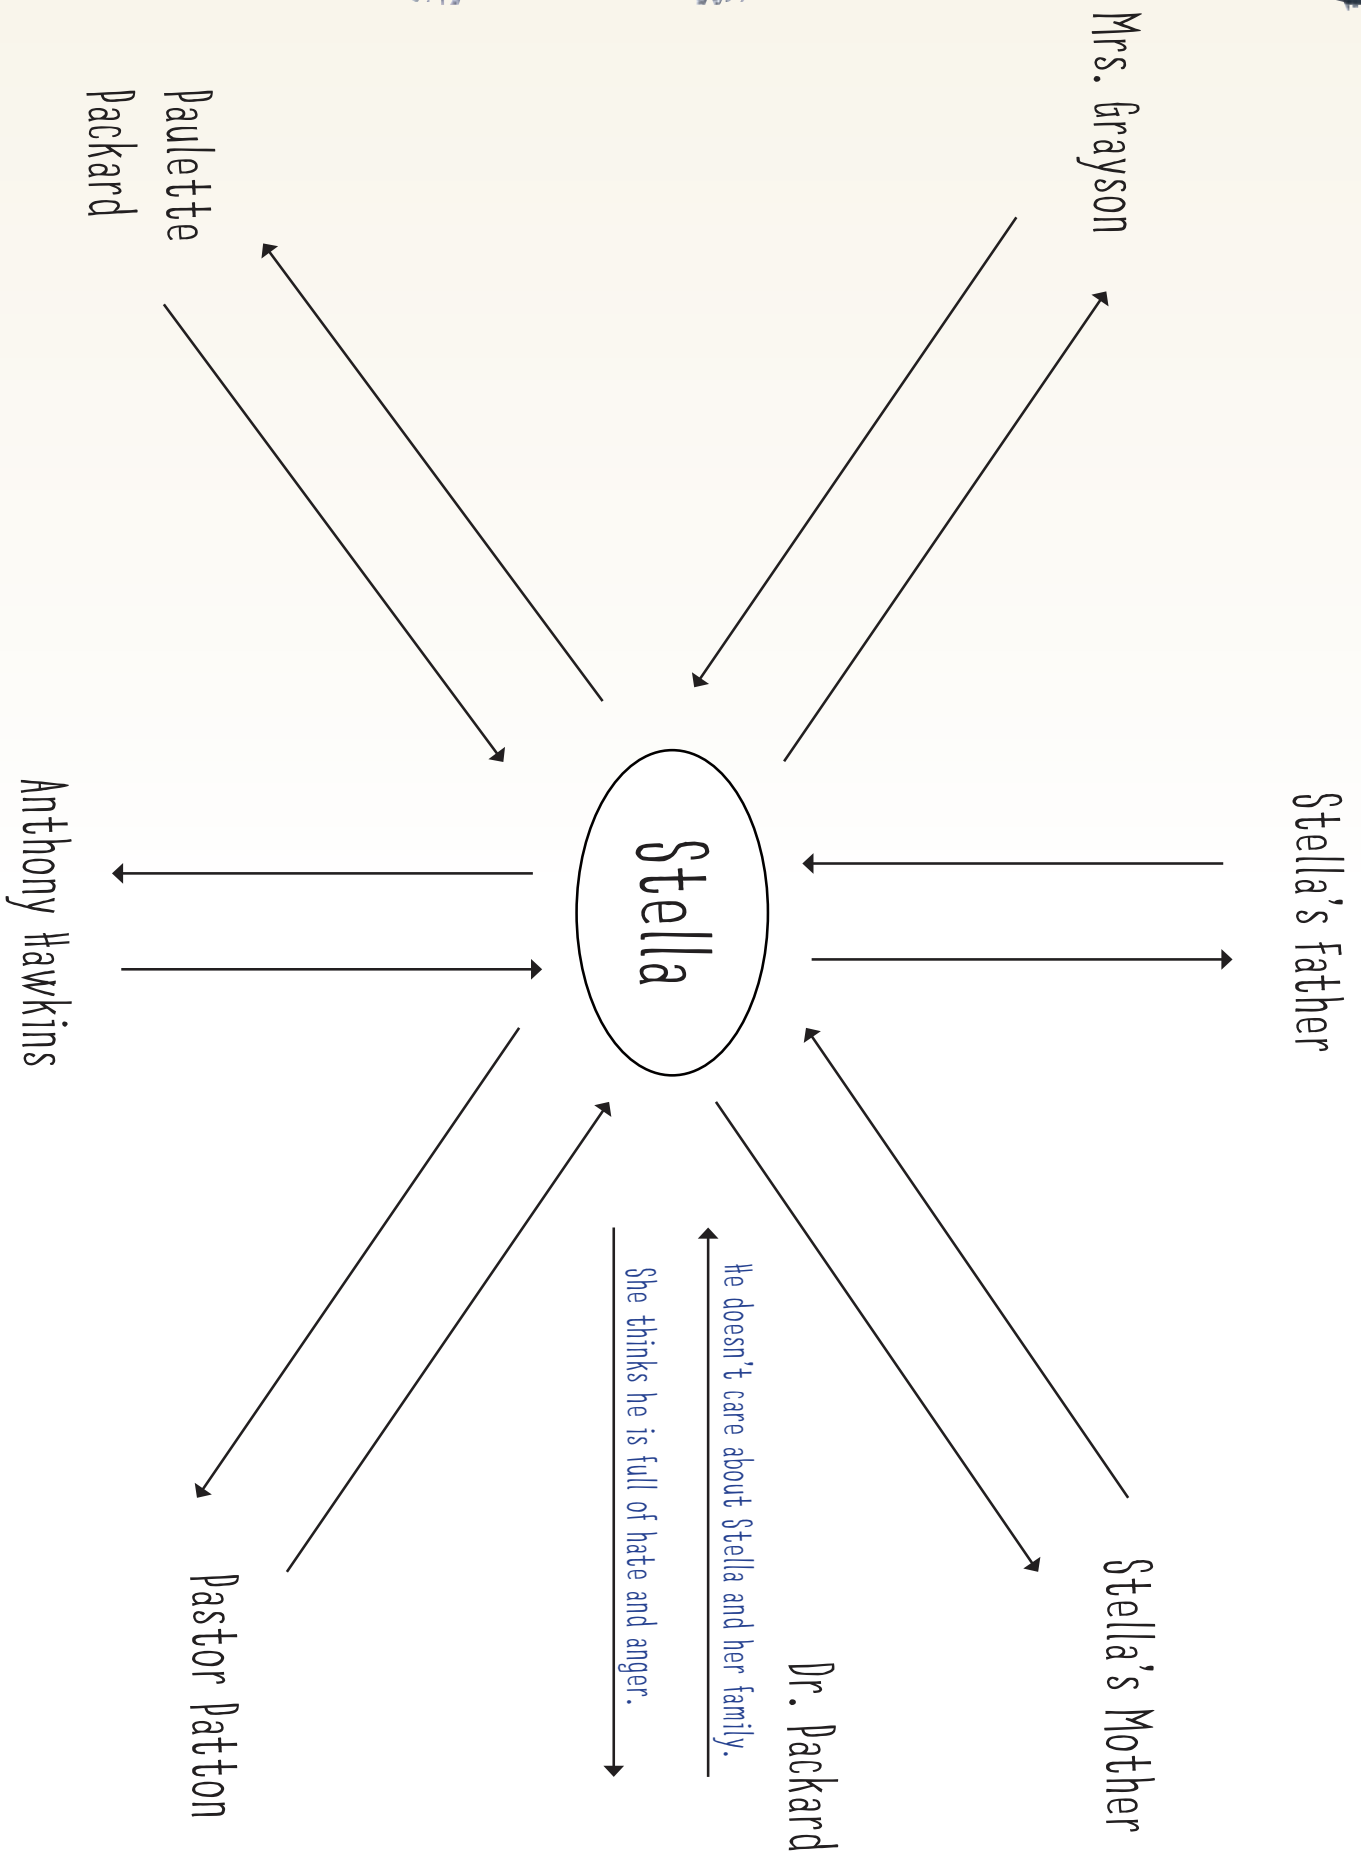 Stella's Father
Mrs. Grayson
Stella's Mother
Dr. Packard
He doesn't care about Stella and her family.
Stella
She thinks he is full of hate and anger.
Paulette
Packard
Pastor Patton
Anthony Hawkins